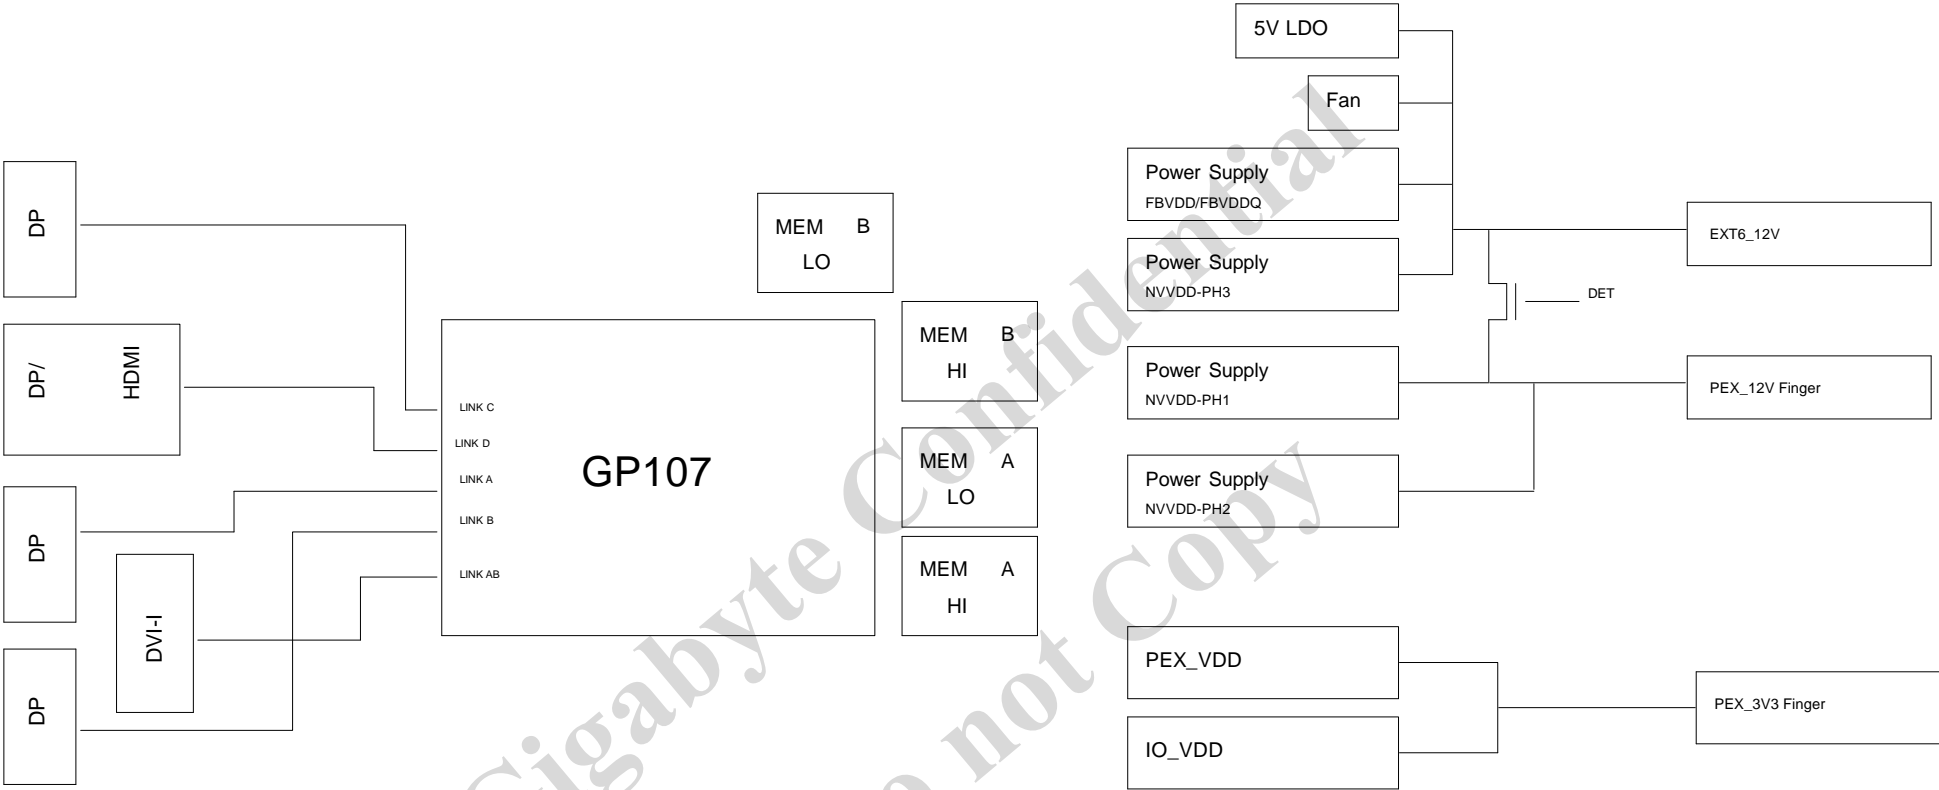 DP
DP/ HDMI
DP
DVI-I
DP
LINK C
LINK D
LINK A
LINK B
LINK AB
GP107
MEM B
LO
MEM B
HI
MEM A
LO
MEM A
HI
5V LDO
Fan
Power Supply
FBVDD/FBVDDQ
Power Supply
NVVDD-PH3
Power Supply
NVVDD-PH1
Power Supply
NVVDD-PH2
PEX_VDD
IO_VDD
EXT6_12V
DET
PEX_12V Finger
PEX_3V3 Finger
Gigabyte Confidential
not Copy